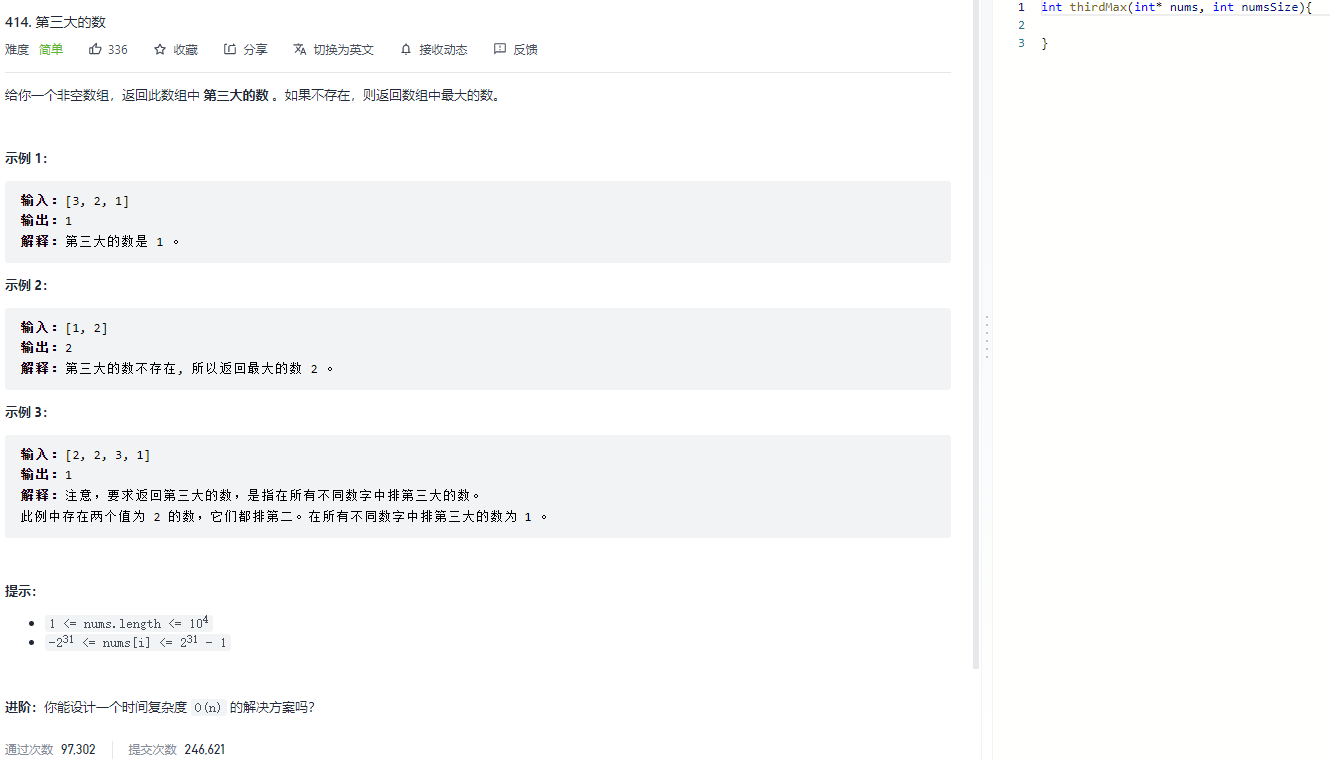 414. 第三大的数
难度 简单 336 收藏 分享 切换为英文 接收动态 反馈
给你一个非空数组，返回此数组中 第三大的数 。如果不存在，则返回数组中最大的数。
示例 1：
输入：[3, 2, 1]
输出：1
解释：第三大的数是 1 。
示例 2：
输入：[1, 2]
输出：2
解释：第三大的数不存在, 所以返回最大的数 2 。
示例 3：
输入：[2, 2, 3, 1]
输出：1
解释：注意，要求返回第三大的数，是指在所有不同数字中排第三大的数。
此例中存在两个值为 2 的数，它们都排第二。在所有不同数字中排第三大的数为 1 。
提示：
1 <= nums.length <= 10⁴
-2³¹ <= nums[i] <= 2³¹ - 1
进阶：你能设计一个时间复杂度 O(n) 的解决方案吗？
通过次数 97,302 提交次数 246,621
1 int thirdMax(int* nums, int numsSize){
2
3 }